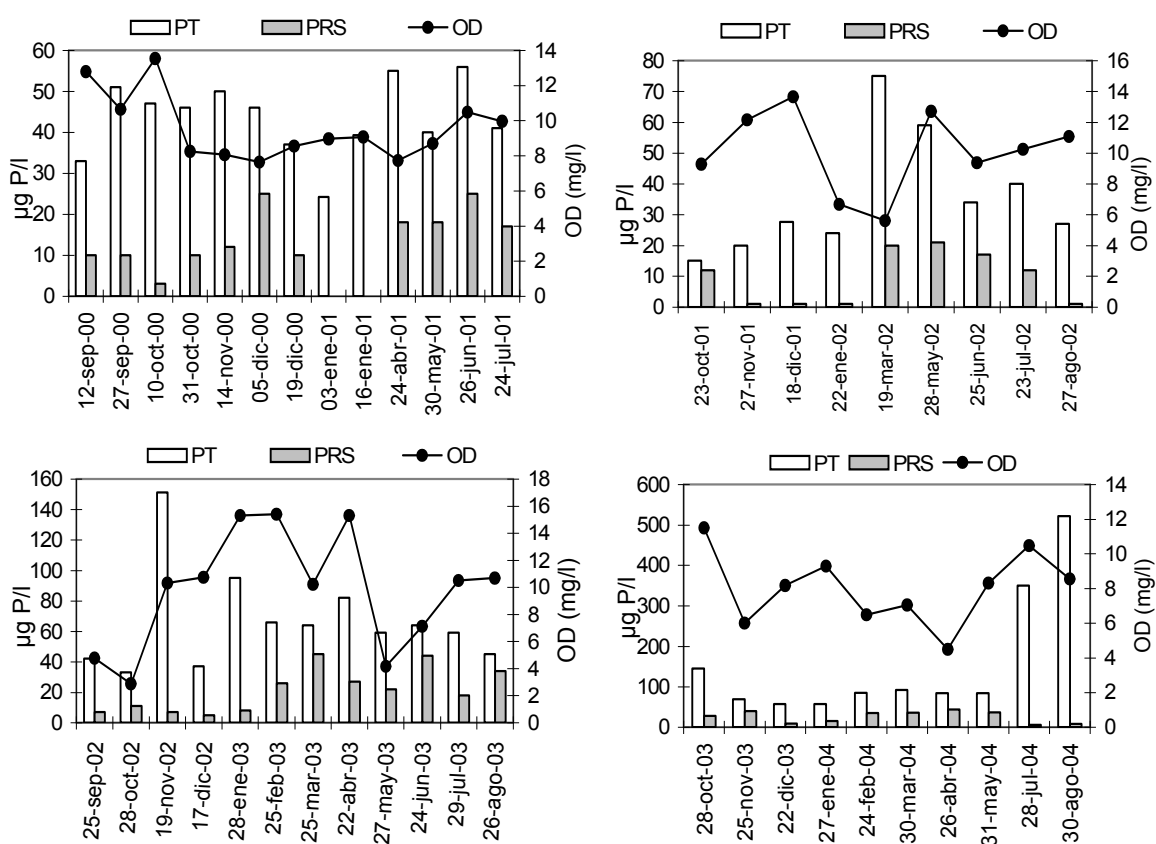 PT PRS OD
60
50
40
30
20
10
0
µg P/l
14
12
10
8
6
4
2
0
OD (mg/l)
12-sep-00
27-sep-00
10-oct-00
31-oct-00
14-nov-00
05-dic-00
19-dic-00
03-ene-01
16-ene-01
24-abr-01
30-may-01
26-jun-01
24-jul-01
PT PRS OD
80
70
60
50
40
30
20
10
0
µg P/l
16
14
12
10
8
6
4
2
0
OD (mg/l)
23-oct-01
27-nov-01
18-dic-01
22-ene-02
19-mar-02
28-may-02
25-jun-02
23-jul-02
27-ago-02
PT PRS OD
160
140
120
100
80
60
40
20
0
µg P/l
18
16
14
12
10
8
6
4
2
0
OD (mg/l)
25-sep-02
28-oct-02
19-nov-02
17-dic-02
28-ene-03
25-feb-03
25-mar-03
22-abr-03
27-may-03
24-jun-03
29-jul-03
26-ago-03
PT PRS OD
600
500
400
300
200
100
0
µg P/l
14
12
10
8
6
4
2
0
OD (mg/l)
28-oct-03
25-nov-03
22-dic-03
27-ene-04
24-feb-04
30-mar-04
26-abr-04
31-may-04
28-jul-04
30-ago-04